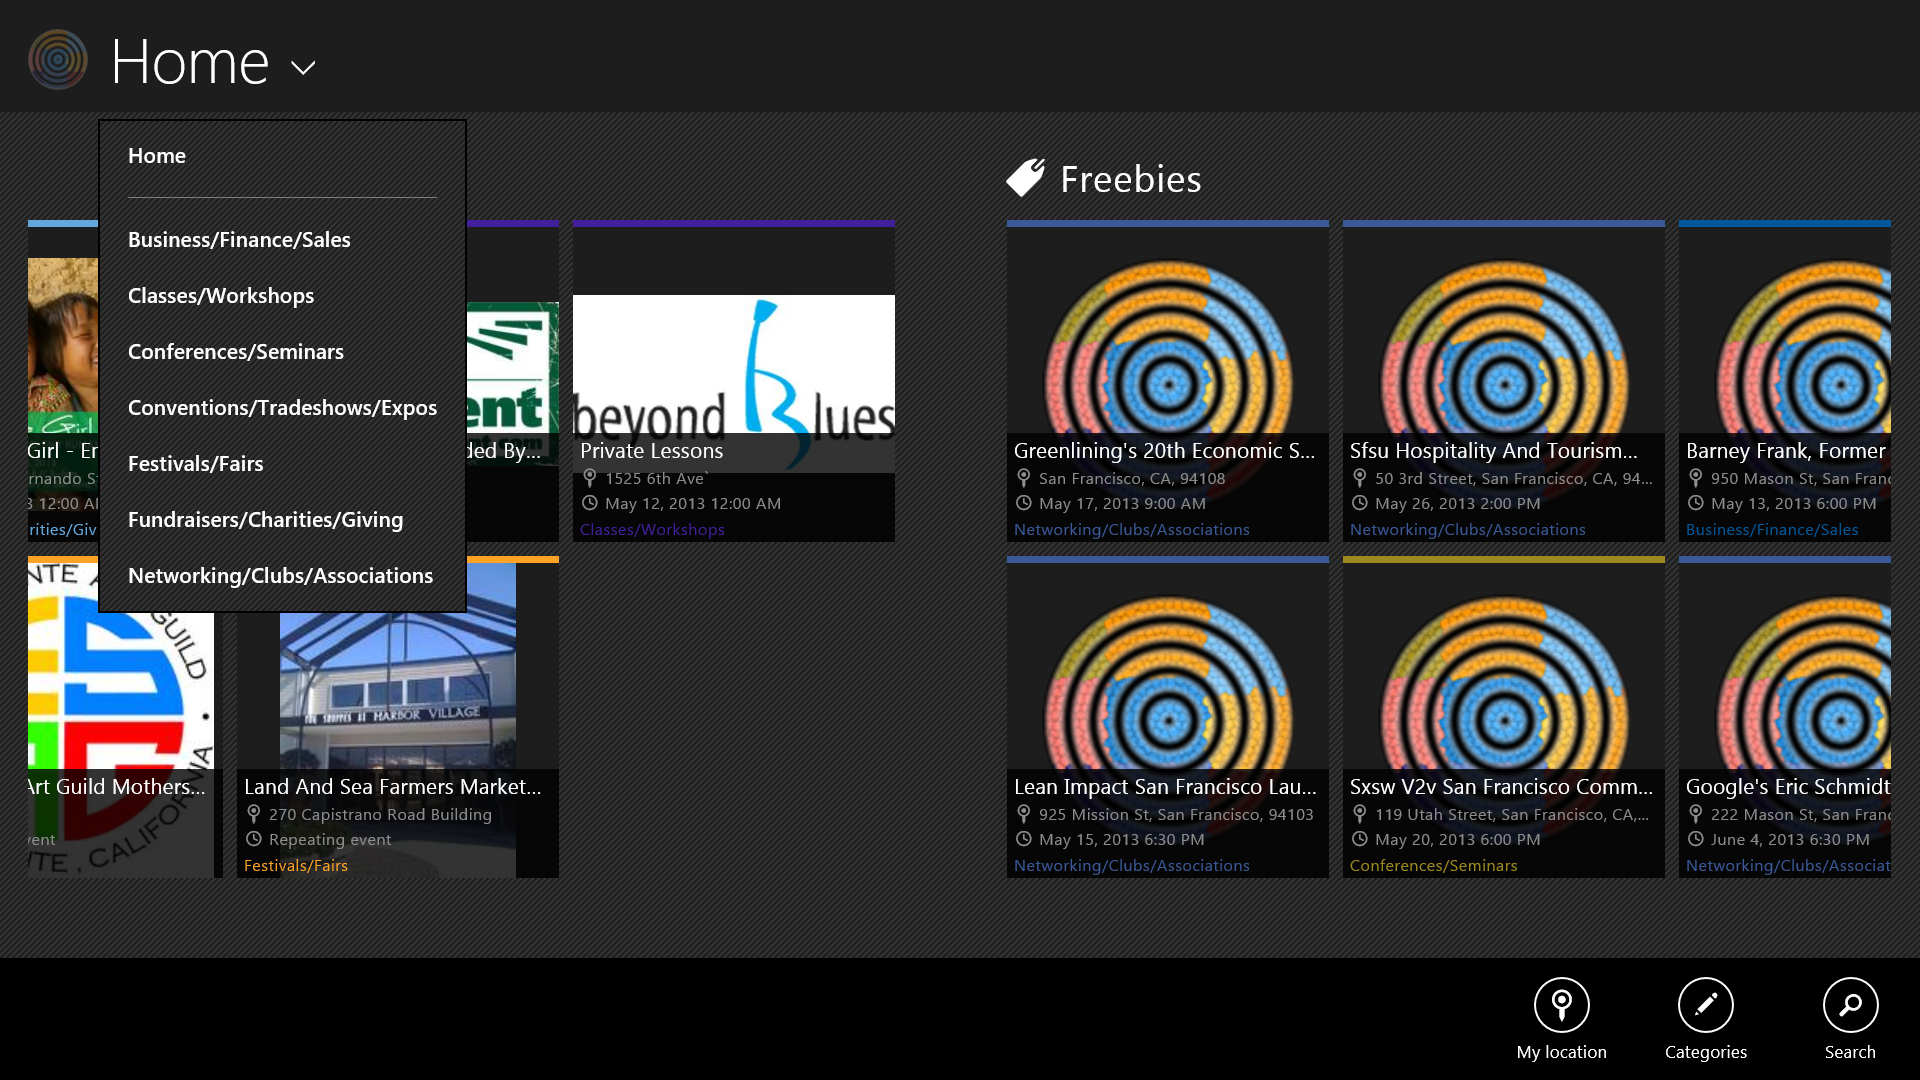 Home
Home
Business/Finance/Sales
Classes/Workshops
Conferences/Seminars
Conventions/Tradeshows/Expos
Festivals/Fairs
Fundraisers/Charities/Giving
Networking/Clubs/Associations
Girl - Er
rnando S
3 12:00 A
rities/Giv
ent
ded By...
beyond Blues
Private Lessons
1525 6th Ave`
May 12, 2013 12:00 AM
Classes/Workshops
GUILD
CALIFORNIA
Art Guild Mothers...
vent
HARBOR VILLAGE
Land And Sea Farmers Market...
270 Capistrano Road Building
Repeating event
Festivals/Fairs
Freebies
Greenlining's 20th Economic S...
San Francisco, CA, 94108
May 17, 2013 9:00 AM
Networking/Clubs/Associations
Sfsu Hospitality And Tourism...
50 3rd Street, San Francisco, CA, 94...
May 26, 2013 2:00 PM
Networking/Clubs/Associations
Barney Frank, Former
950 Mason St, San Franc
May 13, 2013 6:00 PM
Business/Finance/Sales
Lean Impact San Francisco Lau...
925 Mission St, San Francisco, 94103
May 15, 2013 6:30 PM
Networking/Clubs/Associations
Sxsw V2v San Francisco Comm...
119 Utah Street, San Francisco, CA,...
May 20, 2013 6:00 PM
Conferences/Seminars
Google's Eric Schmidt
222 Mason St, San Franc
June 4, 2013 6:30 PM
Networking/Clubs/Associat
My location
Categories
Search